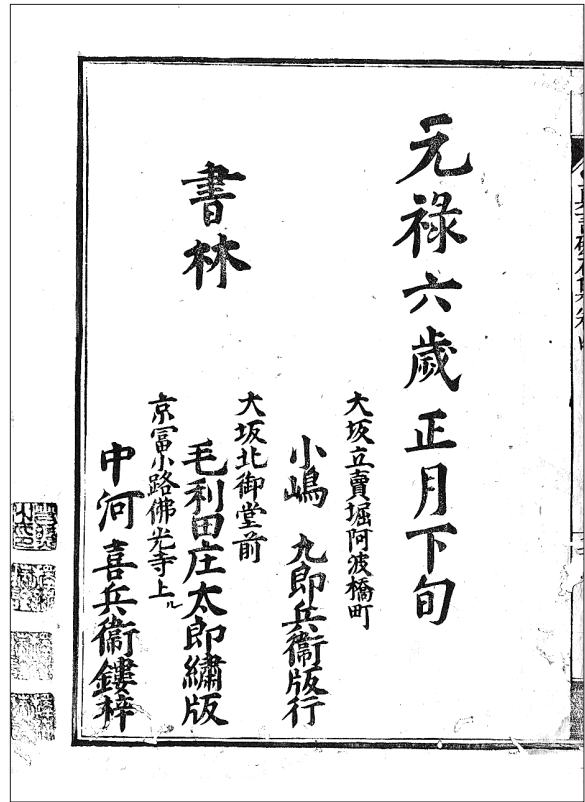 元禄六歳正月下旬
大坂立賣堀阿波橋町
小嶋九郎兵衞版行
書林
大坂北御堂前
毛利田庄太郎繡版
京冨小路佛光寺上ル
中河喜兵衞鏤梓